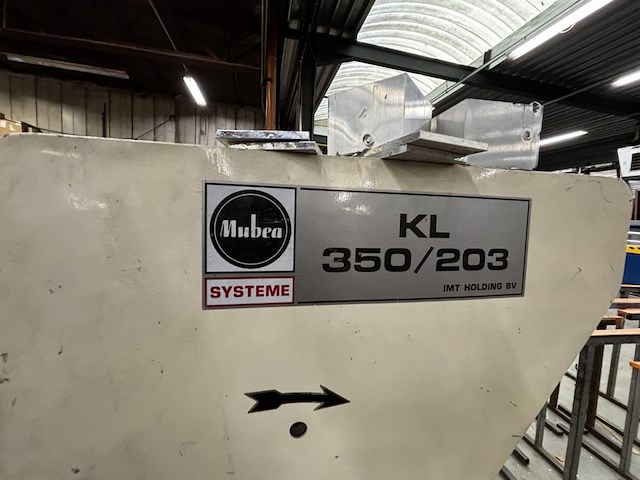 Mubea
SYSTEME
KL
350/203
IMT HOLDING BV